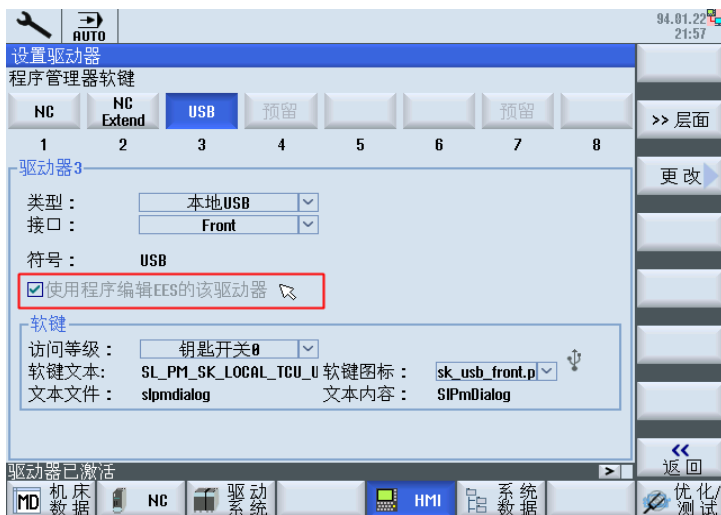 AUTO
94.01.22
21:57
设置驱动器
程序管理器软键
NC
NC Extend
USB
预留
预留
1 2 3 4 5 6 7 8
>> 层面
更改
驱动器3
类型： 本地USB
接口： Front
符号： USB
使用程序编辑EES的该驱动器
软键
访问等级： 钥匙开关0
软键文本: SL_PM_SK_LOCAL_TCU_U 软键图标： sk_usb_front.p
文本文件： slpmdialog 文本内容： SlPmDialog
驱动器已激活
<<
返回
MD 机床数据
NC
驱动系统
HMI
系统数据
优化/测试